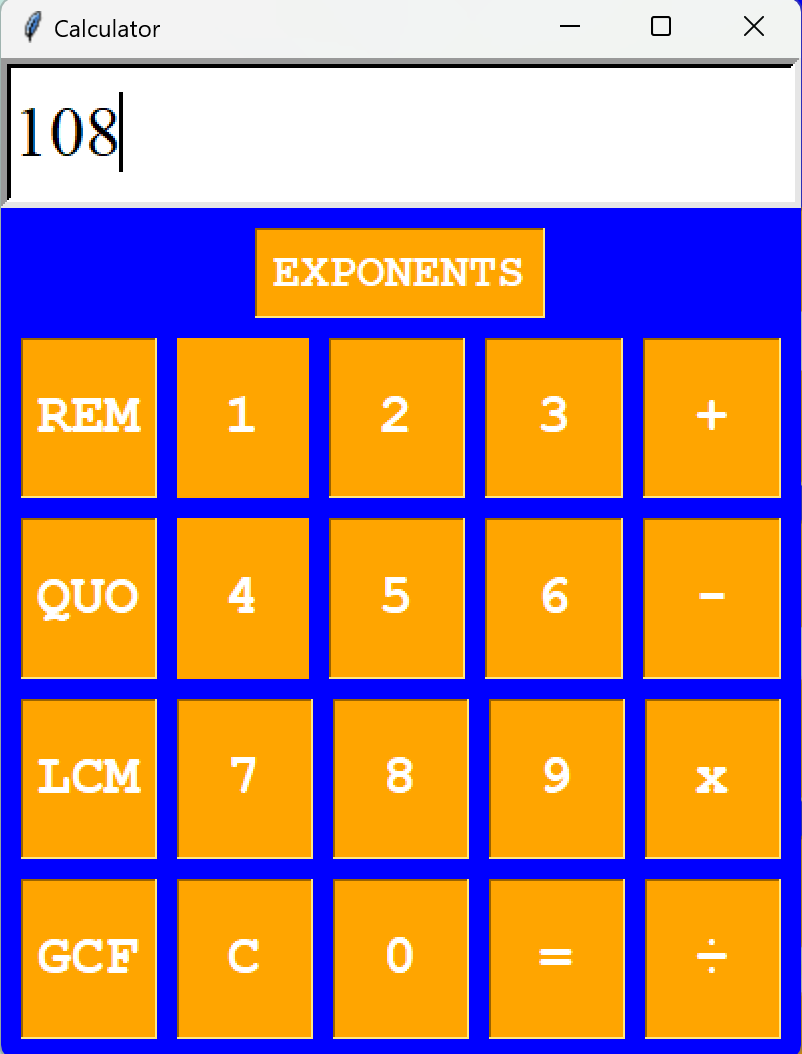 Calculator
108
EXPONENTS
REM 1 2 3 +
QUO 4 5 6 -
LCM 7 8 9 x
GCF C 0 = ÷